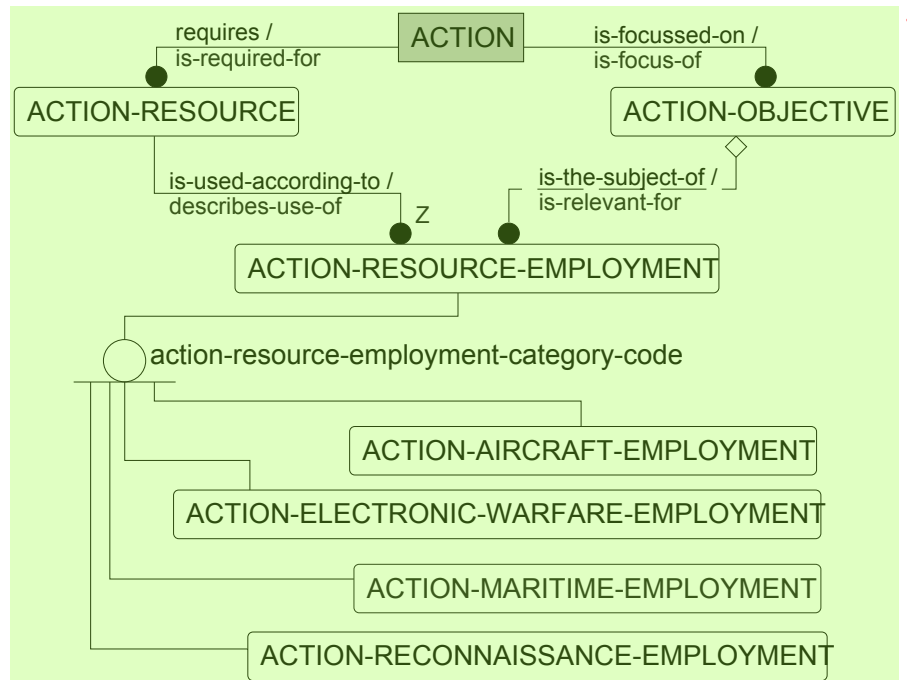 requires /
is-required-for
ACTION
is-focussed-on /
is-focus-of
ACTION-RESOURCE
ACTION-OBJECTIVE
is-used-according-to /
describes-use-of
Z
is-the-subject-of /
is-relevant-for
ACTION-RESOURCE-EMPLOYMENT
action-resource-employment-category-code
ACTION-AIRCRAFT-EMPLOYMENT
ACTION-ELECTRONIC-WARFARE-EMPLOYMENT
ACTION-MARITIME-EMPLOYMENT
ACTION-RECONNAISSANCE-EMPLOYMENT